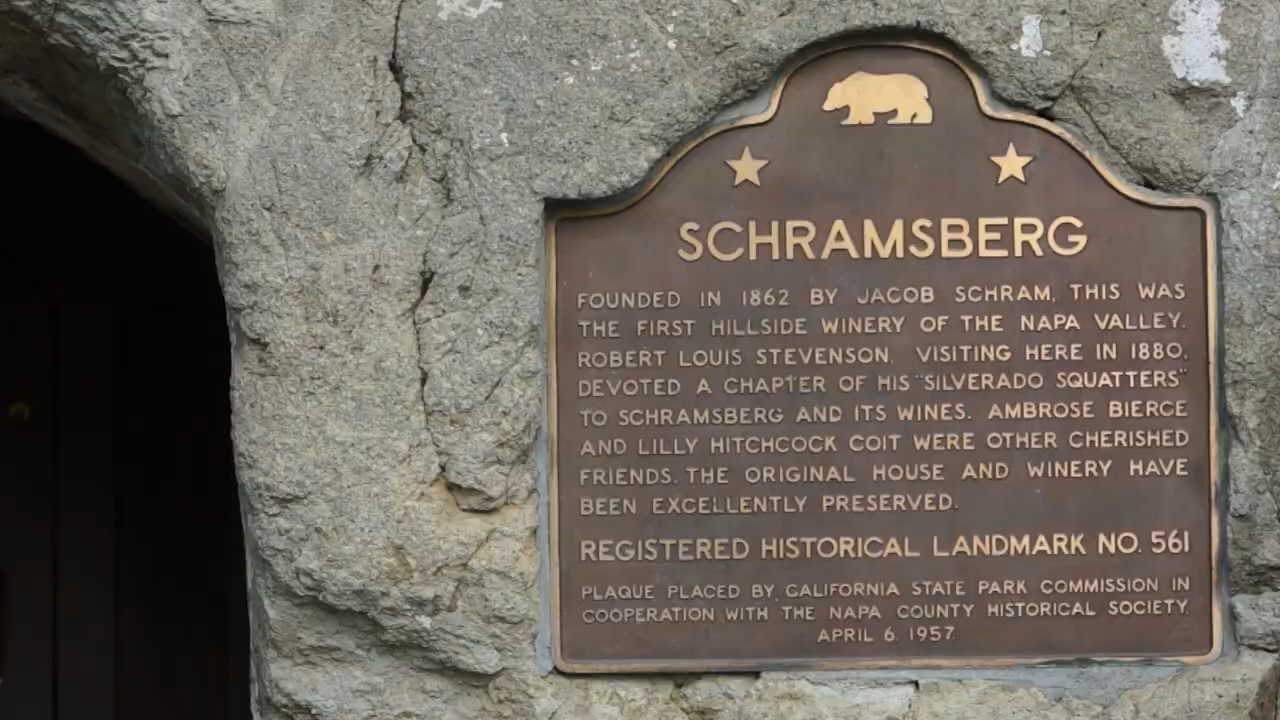 SCHRAMSBERG
FOUNDED IN 1862 BY JACOB SCHRAM, THIS WAS
THE FIRST HILLSIDE WINERY OF THE NAPA VALLEY.
ROBERT LOUIS STEVENSON, VISITING HERE IN 1880,
DEVOTED A CHAPTER OF HIS "SILVERADO SQUATTERS"
TO SCHRAMSBERG AND ITS WINES. AMBROSE BIERCE
AND LILLY HITCHCOCK COIT WERE OTHER CHERISHED
FRIENDS. THE ORIGINAL HOUSE AND WINERY HAVE
BEEN EXCELLENTLY PRESERVED.
REGISTERED HISTORICAL LANDMARK NO. 561
PLAQUE PLACED BY CALIFORNIA STATE PARK COMMISSION IN
COOPERATION WITH THE NAPA COUNTY HISTORICAL SOCIETY,
APRIL 6, 1957.